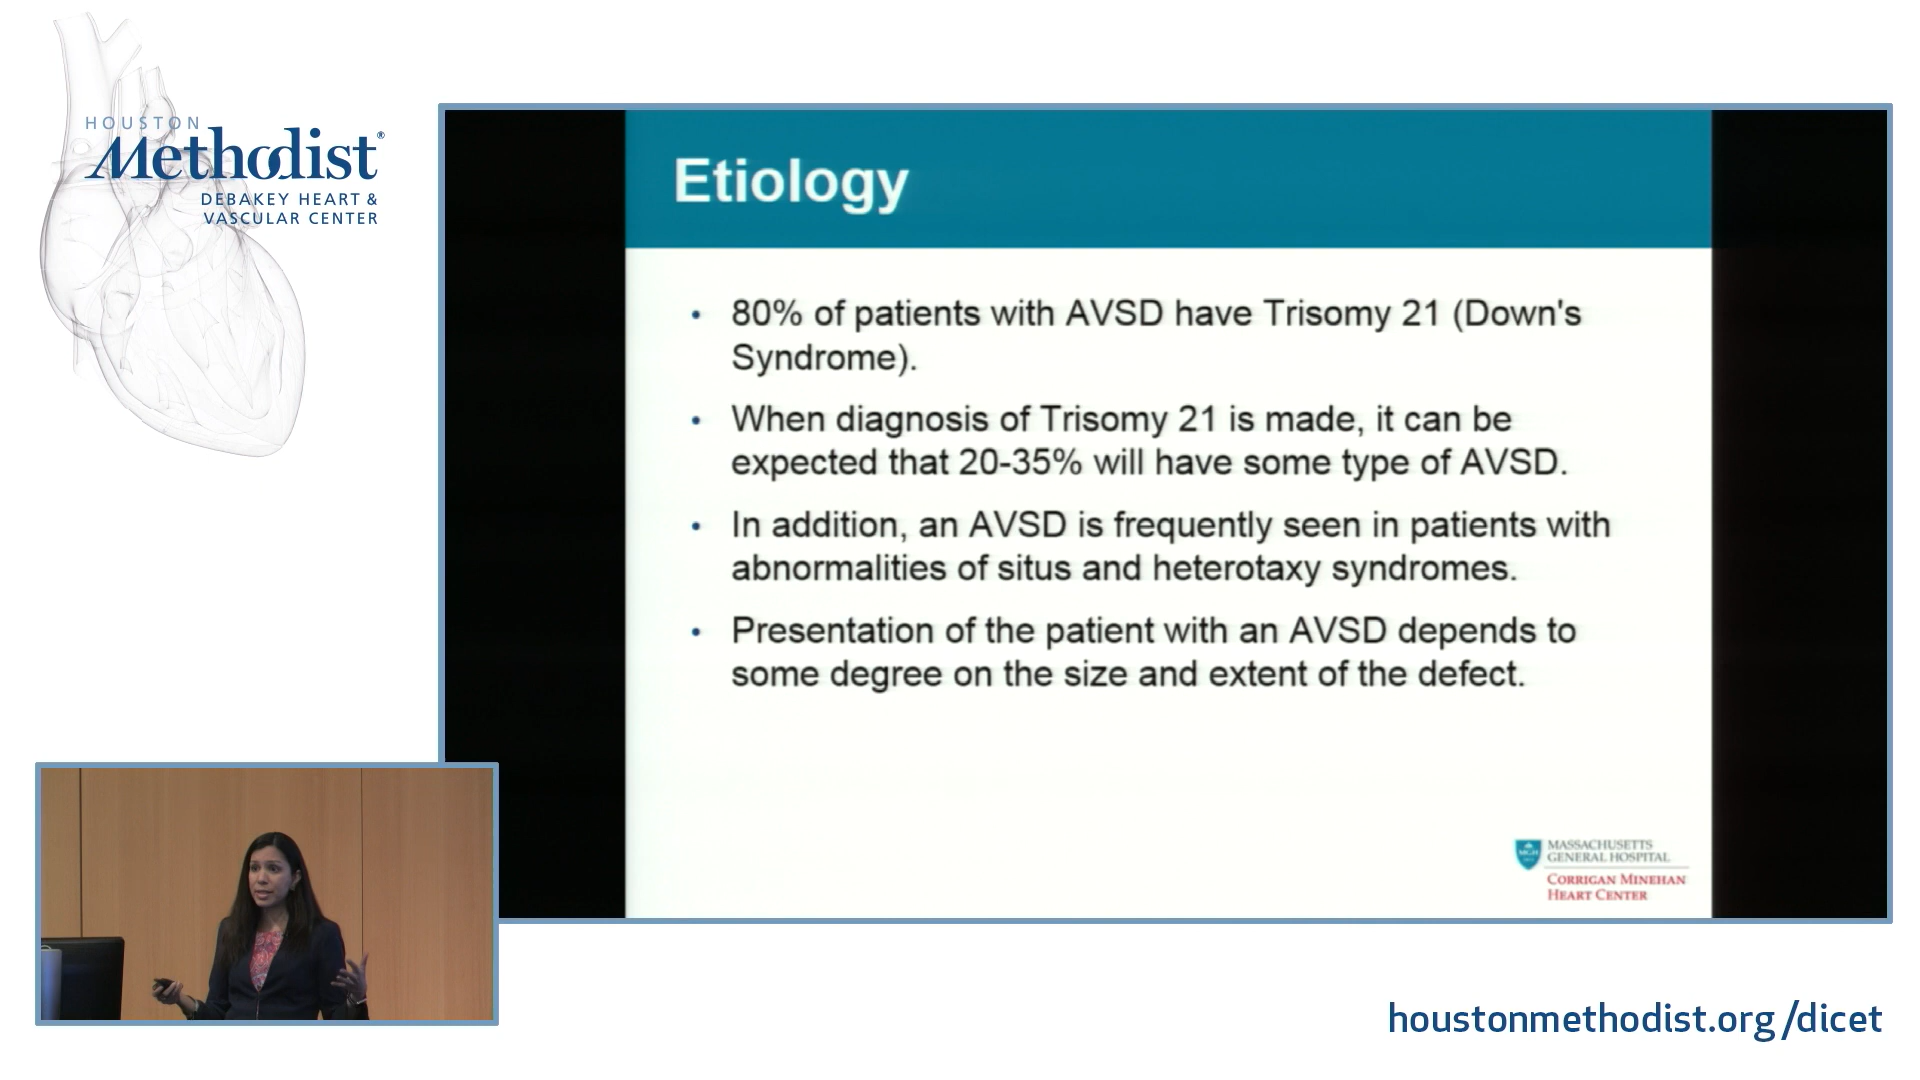 HOUSTON
Methodist®
DEBAKEY HEART &
VASCULAR CENTER
Etiology
• 80% of patients with AVSD have Trisomy 21 (Down's
Syndrome).
• When diagnosis of Trisomy 21 is made, it can be
expected that 20-35% will have some type of AVSD.
• In addition, an AVSD is frequently seen in patients with
abnormalities of situs and heterotaxy syndromes.
• Presentation of the patient with an AVSD depends to
some degree on the size and extent of the defect.
MGH
MASSACHUSETTS
GENERAL HOSPITAL
CORRIGAN MINEHAN
HEART CENTER
houstonmethodist.org/dicet